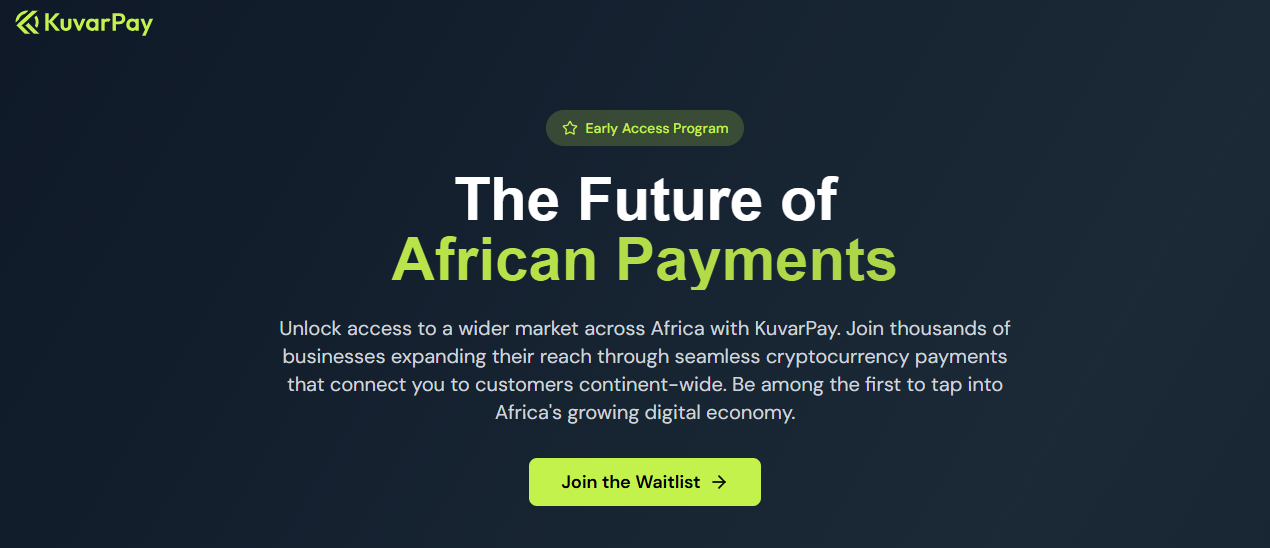 KuvarPay
Early Access Program
The Future of
African Payments
Unlock access to a wider market across Africa with KuvarPay. Join thousands of
businesses expanding their reach through seamless cryptocurrency payments
that connect you to customers continent-wide. Be among the first to tap into
Africa's growing digital economy.
Join the Waitlist →